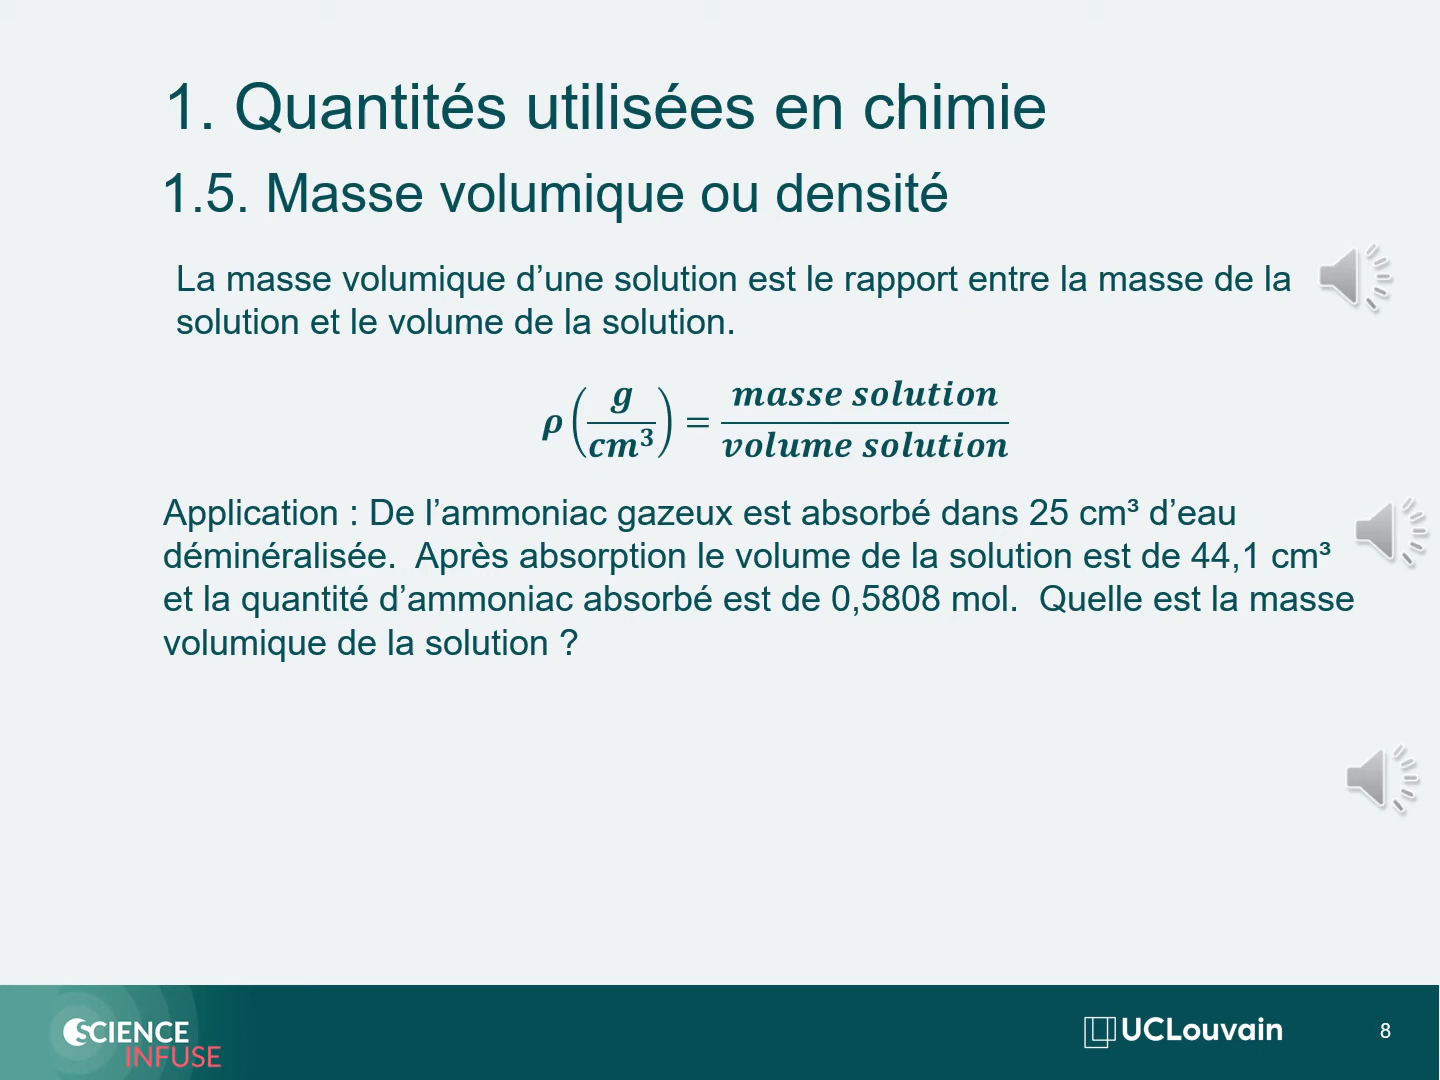 1. Quantités utilisées en chimie
1.5. Masse volumique ou densité
La masse volumique d’une solution est le rapport entre la masse de la
solution et le volume de la solution.
ρ (g/cm³) = masse solution / volume solution
Application : De l’ammoniac gazeux est absorbé dans 25 cm³ d’eau
déminéralisée.  Après absorption le volume de la solution est de 44,1 cm³
et la quantité d’ammoniac absorbé est de 0,5808 mol.  Quelle est la masse
volumique de la solution ?
SCIENCE
INFUSE
UCLouvain
8